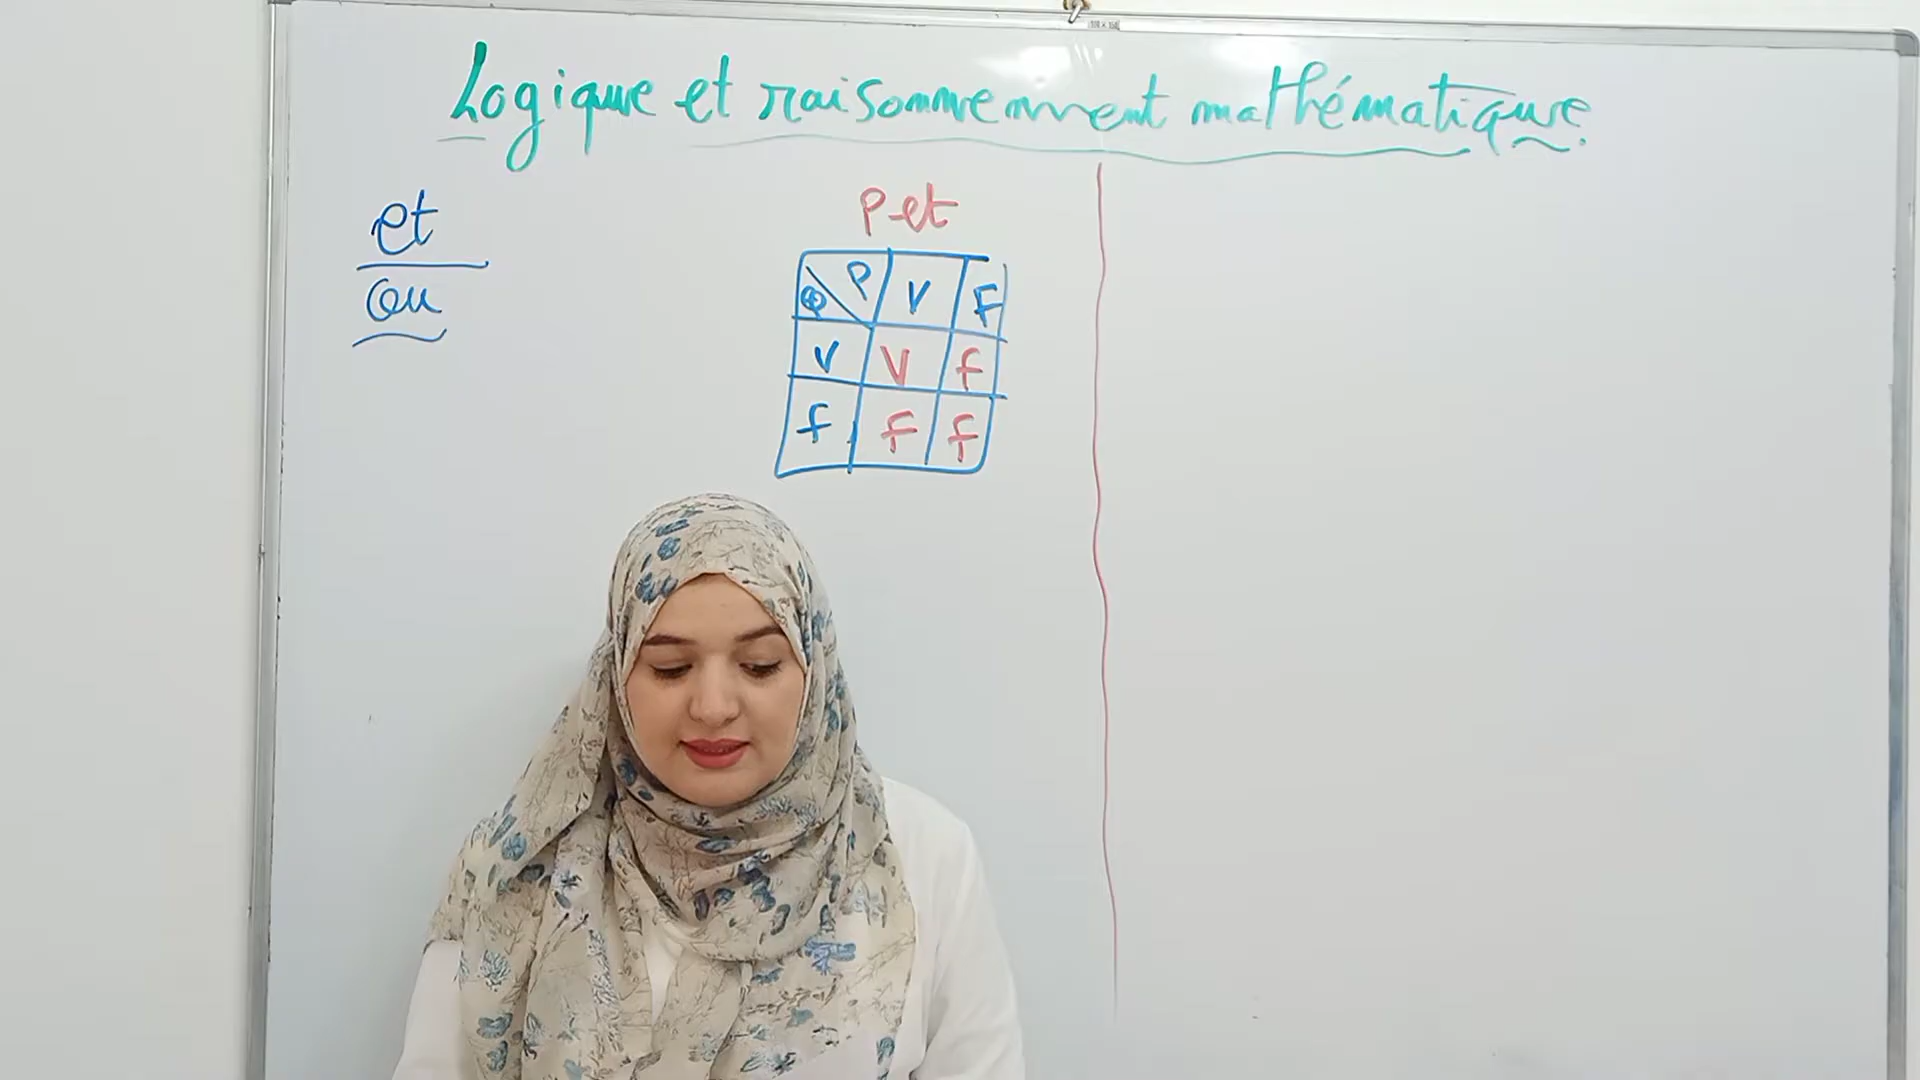 Logique et raisonnement mathématique.
et
ou
P et
Q P V F
V V f
f f f